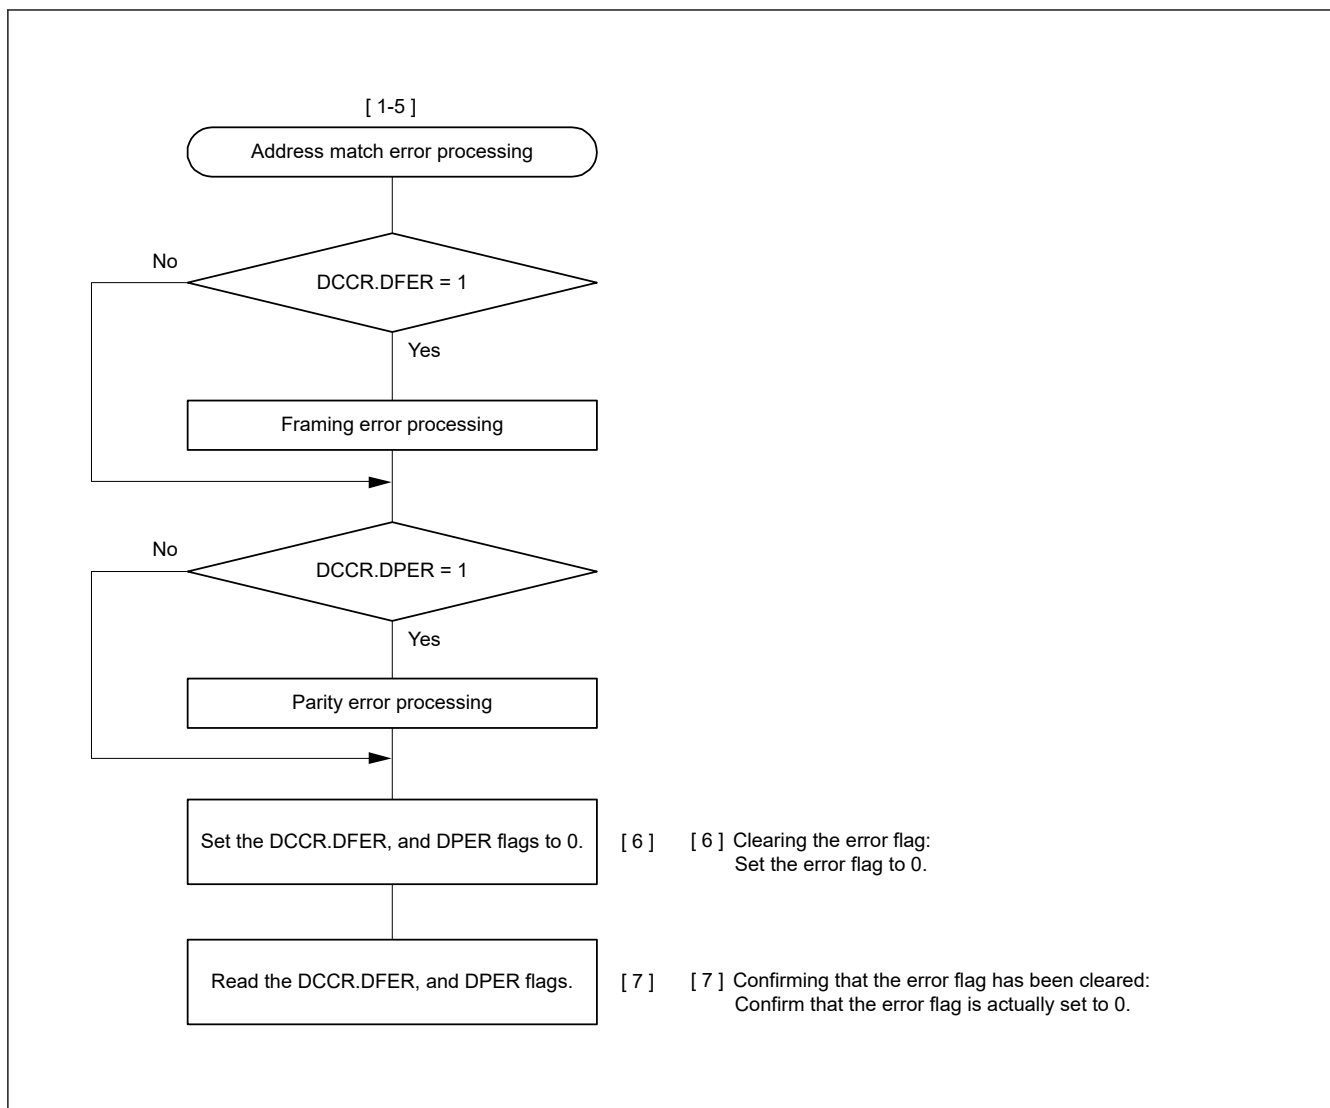 [ 1-5 ]
Address match error processing
No
DCCR.DFER = 1
Yes
Framing error processing
No
DCCR.DPER = 1
Yes
Parity error processing
Set the DCCR.DFER, and DPER flags to 0.
[ 6 ]
[ 6 ] Clearing the error flag:
Set the error flag to 0.
Read the DCCR.DFER, and DPER flags.
[ 7 ]
[ 7 ] Confirming that the error flag has been cleared:
Confirm that the error flag is actually set to 0.